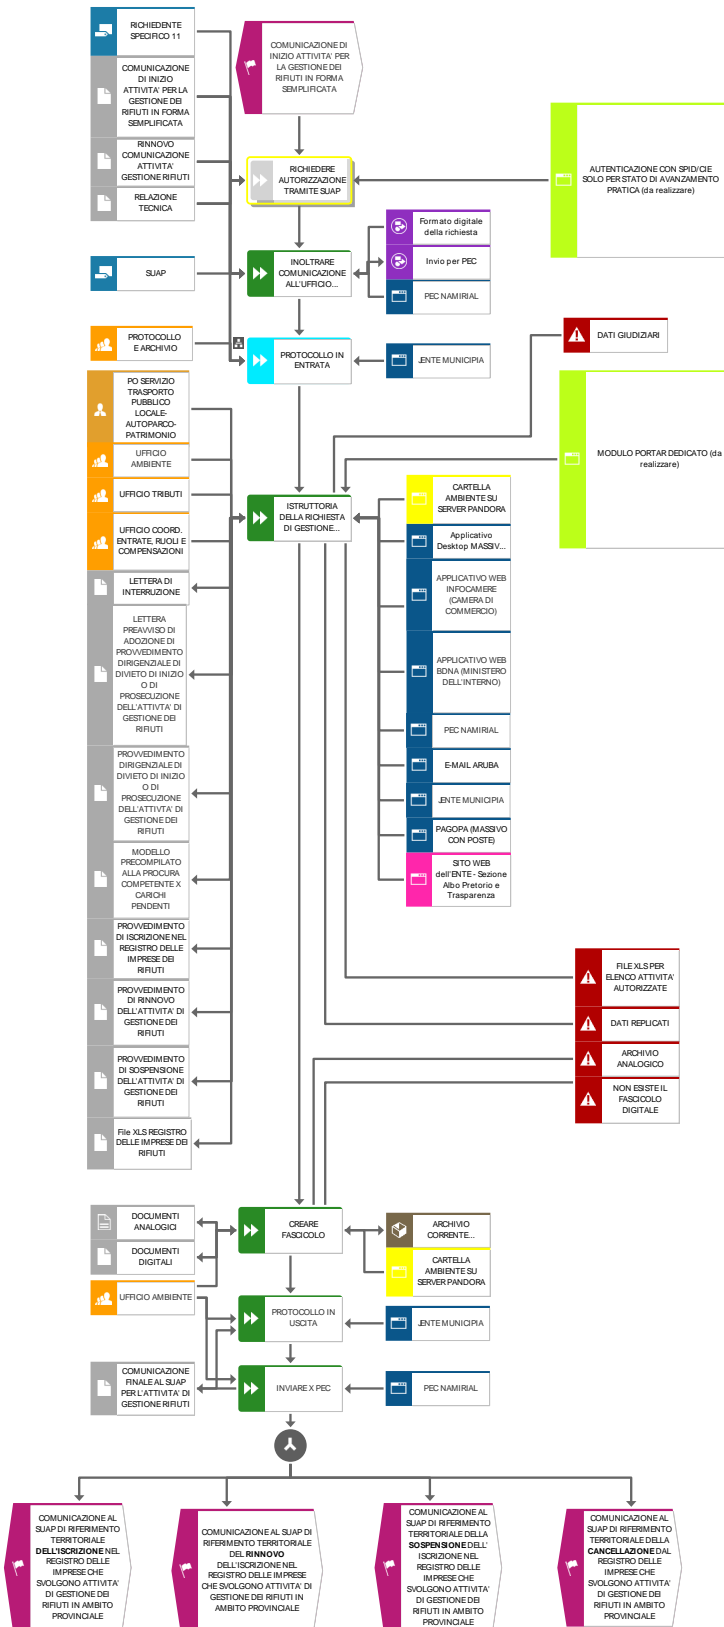 RICHIEDENTE
SPECIFICO 11
COMUNICAZIONE DI
INIZIO ATTIVITA' PER
LA GESTIONE DEI
RIFIUTI IN FORMA
SEMPLIFICATA
COMUNICAZIONE
DI INIZIO
ATTIVITA' PER LA
GESTIONE DEI
RIFIUTI IN FORMA
SEMPLIFICATA
RINNOVO
COMUNICAZIONE
ATTIVITA'
GESTIONE RIFIUTI
RELAZIONE
TECNICA
RICHIEDERE
AUTORIZZAZIONE
TRAMITE SUAP
AUTENTICAZIONE CON SPID/CIE
SOLO PER STATO DI AVANZAMENTO
PRATICA (da realizzare)
Formato digitale
della richiesta
SUAP
INOLTRARE
COMUNICAZIONE
ALL'UFFICIO...
Invio per PEC
PEC NAMIRIAL
PROTOCOLLO
E ARCHIVIO
PROTOCOLLO IN
ENTRATA
JENTE MUNICIPIA
DATI GIUDIZIARI
PO SERVIZIO
TRASPORTO
PUBBLICO
LOCALE-
AUTOPARCO-
PATRIMONIO
UFFICIO
AMBIENTE
UFFICIO TRIBUTI
UFFICIO COORD.
ENTRATE, RUOLI E
COMPENSAZIONI
MODULO PORTAR DEDICATO (da
realizzare)
ISTRUTTORIA
DELLA RICHIESTA
DI GESTIONE...
CARTELLA
AMBIENTE SU
SERVER PANDORA
Applicativo
Desktop MASSIV...
APPLICATIVO WEB
INFOCAMERE
(CAMERA DI
COMMERCIO)
APPLICATIVO WEB
BDNA (MINISTERO
DELL'INTERNO)
PEC NAMIRIAL
E-MAIL ARUBA
JENTE MUNICIPIA
PAGOPA (MASSIVO
CON POSTE)
SITO WEB
dell'ENTE - Sezione
Albo Pretorio e
Trasparenza
LETTERA DI
INTERRUZIONE
LETTERA
PREAVVISO DI
ADOZIONE DI
PROVVEDIMENTO
DIRIGENZIALE DI
DIVIETO DI INIZIO
O DI
PROSECUZIONE
DELL'ATTIVTA' DI
GESTIONE DEI
RIFIUTI
PROVVEDIMENTO
DIRIGENZIALE DI
DIVIETO DI INIZIO
O DI
PROSECUZIONE
DELL'ATTIVTA' DI
GESTIONE DEI
RIFIUTI
MODELLO
PRECOMPILATO
ALLA PROCURA
COMPETENTE X
CARICHI
PENDENTI
PROVVEDIMENTO
DI ISCRIZIONE NEL
REGISTRO DELLE
IMPRESE DEI
RIFIUTI
PROVVEDIMENTO
DI RINNOVO
DELL'ATTIVITA' DI
GESTIONE DEI
RIFIUTI
PROVVEDIMENTO
DI SOSPENSIONE
DELL'ATTIVITA' DI
GESTIONE DEI
RIFIUTI
File XLS REGISTRO
DELLE IMPRESE DEI
RIFIUTI
FILE XLS PER
ELENCO ATTIVITA'
AUTORIZZATE
DATI REPLICATI
ARCHIVIO
ANALOGICO
NON ESISTE IL
FASCICOLO
DIGITALE
DOCUMENTI
ANALOGICI
DOCUMENTI
DIGITALI
UFFICIO AMBIENTE
CREARE
FASCICOLO
ARCHIVIO
CORRENTE...
CARTELLA
AMBIENTE SU
SERVER PANDORA
PROTOCOLLO IN
USCITA
JENTE MUNICIPIA
COMUNICAZIONE
FINALE AL SUAP
PER L'ATTIVITA' DI
GESTIONE RIFIUTI
INVIARE X PEC
PEC NAMIRIAL
COMUNICAZIONE AL
SUAP DI RIFERIMENTO
TERRITORIALE
DELL'ISCRIZIONE NEL
REGISTRO DELLE
IMPRESE CHE
SVOLGONO ATTIVITA'
DI GESTIONE DEI
RIFIUTI IN AMBITO
PROVINCIALE
COMUNICAZIONE AL SUAP DI
RIFERIMENTO TERRITORIALE
DEL RINNOVO
DELL'ISCRIZIONE NEL
REGISTRO DELLE IMPRESE
CHE SVOLGONO ATTIVITA' DI
GESTIONE DEI RIFIUTI IN
AMBITO PROVINCIALE
COMUNICAZIONE AL
SUAP DI RIFERIMENTO
TERRITORIALE DELLA
SOSPENSIONE DELL'
ISCRIZIONE NEL
REGISTRO DELLE
IMPRESE CHE
SVOLGONO ATTIVITA'
DI GESTIONE DEI
RIFIUTI IN AMBITO
PROVINCIALE
COMUNICAZIONE AL
SUAP DI RIFERIMENTO
TERRITORIALE DELLA
CANCELLAZIONE DAL
REGISTRO DELLE
IMPRESE CHE
SVOLGONO ATTIVITA'
DI GESTIONE DEI
RIFIUTI IN AMBITO
PROVINCIALE